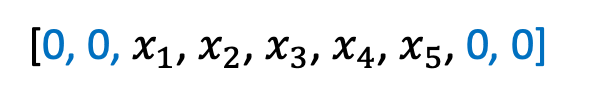 [0, 0, x₁, x₂, x₃, x₄, x₅, 0, 0]